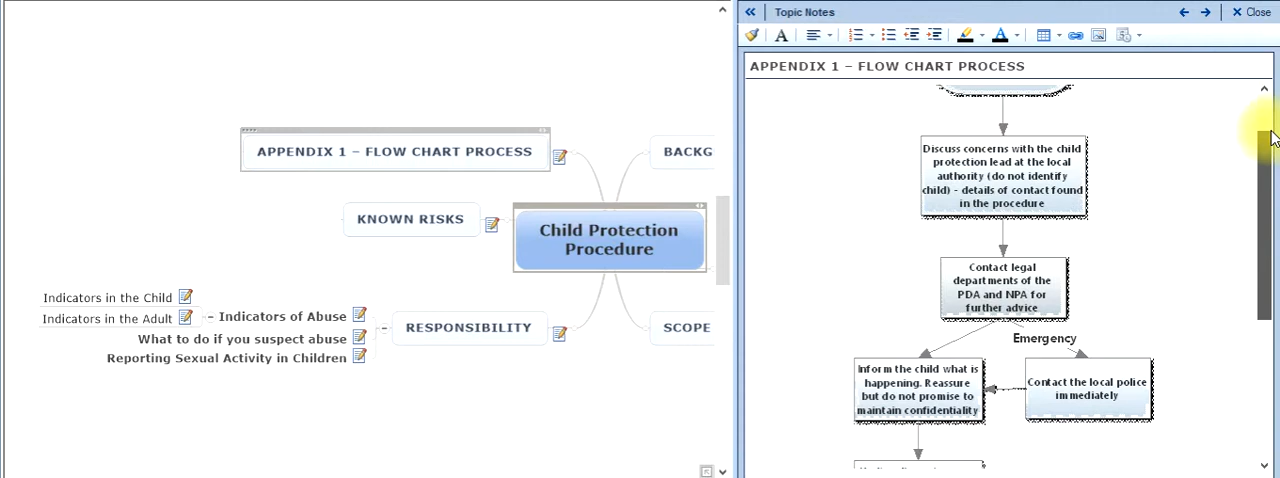 APPENDIX 1 – FLOW CHART PROCESS
BACKG
KNOWN RISKS
Child Protection
Procedure
Indicators in the Child
Indicators in the Adult
– Indicators of Abuse
What to do if you suspect abuse
Reporting Sexual Activity in Children
RESPONSIBILITY
SCOPE
Topic Notes
Close
APPENDIX 1 – FLOW CHART PROCESS
Discuss concerns with the child
protection lead at the local
authority (do not identify
child) - details of contact found
in the procedure
Contact legal
departments of the
PDA and NPA for
further advice
Emergency
Inform the child what is
happening. Reassure
but do not promise to
maintain confidentiality
Contact the local police
immediately